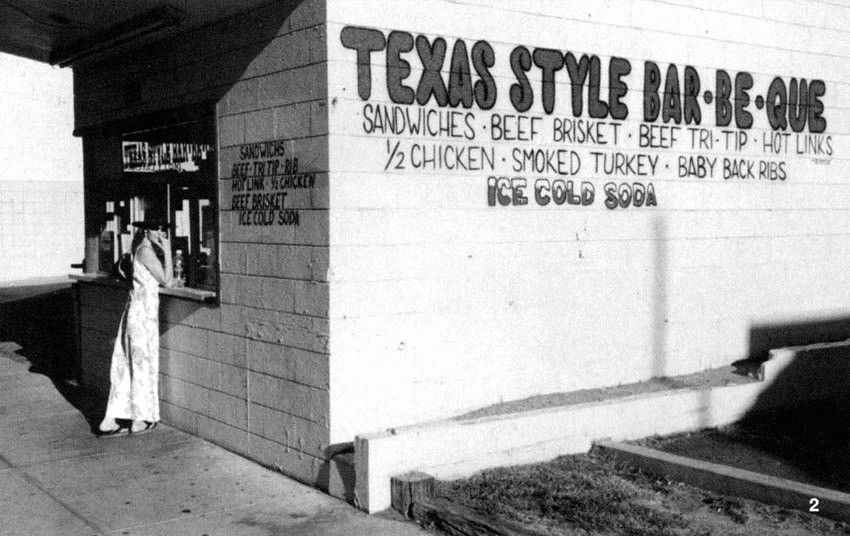 TEXAS STYLE BAR·BE·QUE
SANDWICHES · BEEF BRISKET · BEEF TRI-TIP · HOT LINKS
1/2 CHICKEN · SMOKED TURKEY · BABY BACK RIBS
ICE COLD SODA
TEXAS STYLE
SANDWICHS
BEEF · TRI TIP · RIB
HOT LINK · 1/2 CHICKEN
BEEF BRISKET
ICE COLD SODA
2